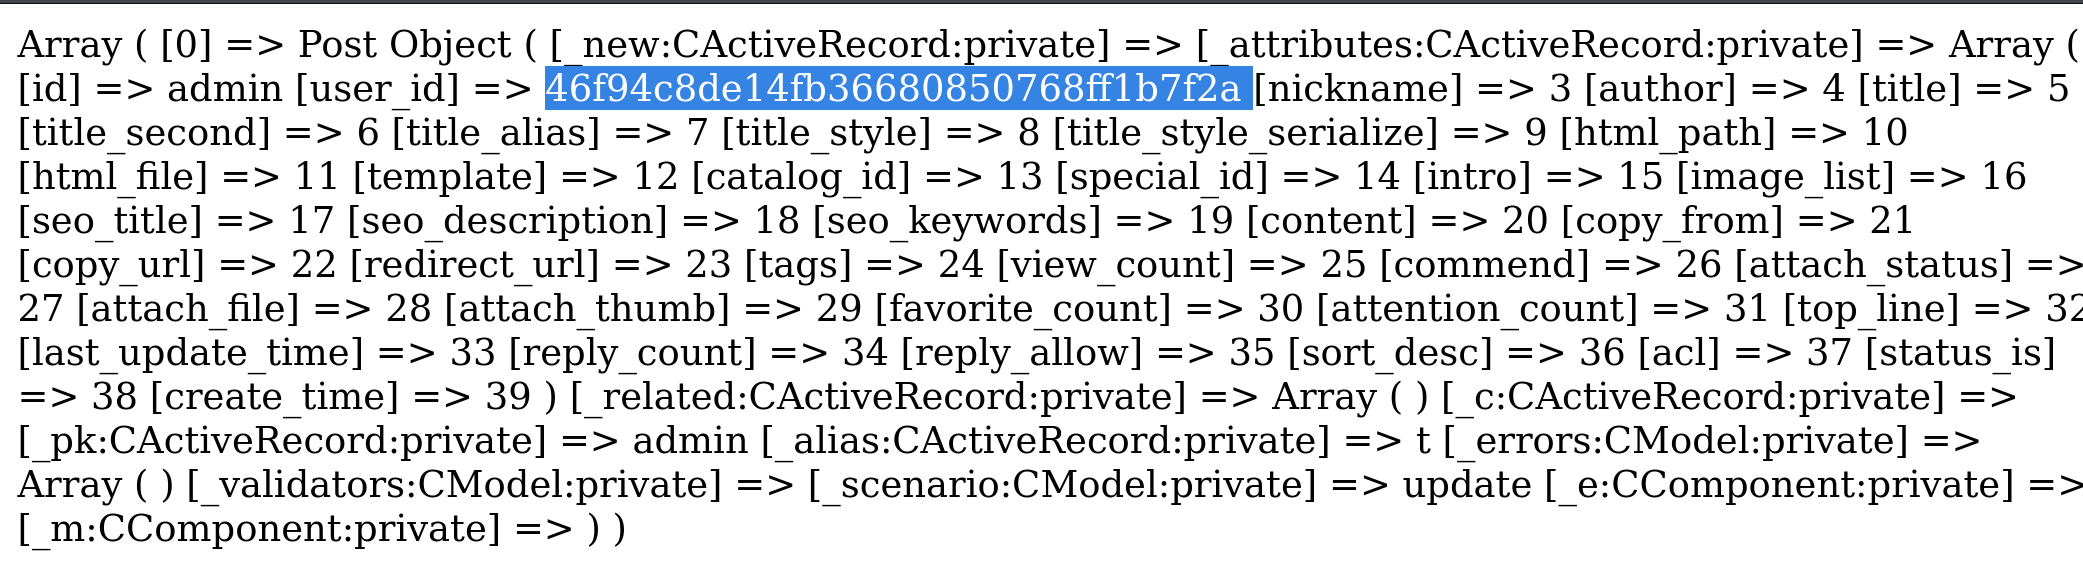 Array ( [0] => Post Object ( [_new:CActiveRecord:private] => [_attributes:CActiveRecord:private] => Array (
[id] => admin [user_id] => 46f94c8de14fb36680850768ff1b7f2a [nickname] => 3 [author] => 4 [title] => 5
[title_second] => 6 [title_alias] => 7 [title_style] => 8 [title_style_serialize] => 9 [html_path] => 10
[html_file] => 11 [template] => 12 [catalog_id] => 13 [special_id] => 14 [intro] => 15 [image_list] => 16
[seo_title] => 17 [seo_description] => 18 [seo_keywords] => 19 [content] => 20 [copy_from] => 21
[copy_url] => 22 [redirect_url] => 23 [tags] => 24 [view_count] => 25 [commend] => 26 [attach_status] =>
27 [attach_file] => 28 [attach_thumb] => 29 [favorite_count] => 30 [attention_count] => 31 [top_line] => 32
[last_update_time] => 33 [reply_count] => 34 [reply_allow] => 35 [sort_desc] => 36 [acl] => 37 [status_is]
=> 38 [create_time] => 39 ) [_related:CActiveRecord:private] => Array ( ) [_c:CActiveRecord:private] =>
[_pk:CActiveRecord:private] => admin [_alias:CActiveRecord:private] => t [_errors:CModel:private] =>
Array ( ) [_validators:CModel:private] => [_scenario:CModel:private] => update [_e:CComponent:private] =>
[_m:CComponent:private] => ) )